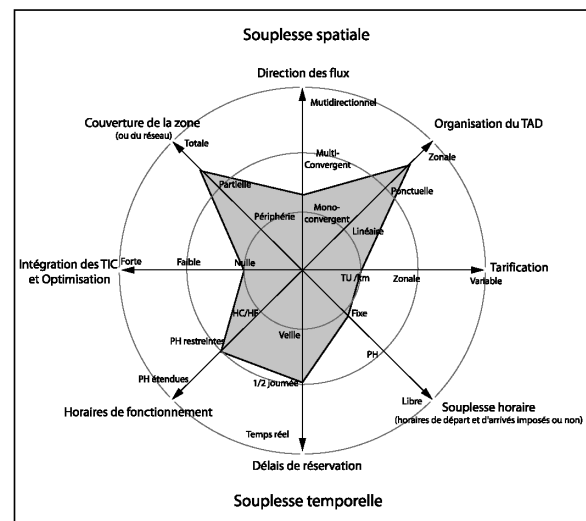 Souplesse spatiale
Direction des flux
Mutidirectionnel
Couverture de la zone
(ou du réseau)
Organisation du TAD
Totale
Zonale
Multi-
Convergent
Partielle
Ponctuelle
Périphérie
Mono-
convergent
Linéaire
Intégration des TIC
et Optimisation
Forte
Faible
Nulle
TU /km
Zonale
Variable
Tarification
HC/HF
Fixe
Veille
PH restreintes
PH
PH étendues
1/2 journée
Libre
Horaires de fonctionnement
Souplesse horaire
(horaires de départ et d'arrivés imposés ou non)
Temps réel
Délais de réservation
Souplesse temporelle